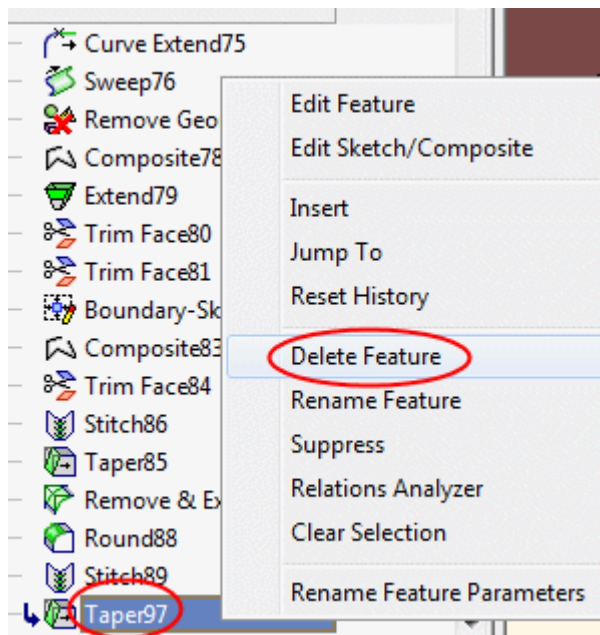 Curve Extend75
Sweep76
Remove Geo
Composite78
Extend79
Trim Face80
Trim Face81
Boundary-Sk
Composite83
Trim Face84
Stitch86
Taper85
Remove & Ex
Round88
Stitch89
Taper97
Edit Feature
Edit Sketch/Composite
Insert
Jump To
Reset History
Delete Feature
Rename Feature
Suppress
Relations Analyzer
Clear Selection
Rename Feature Parameters